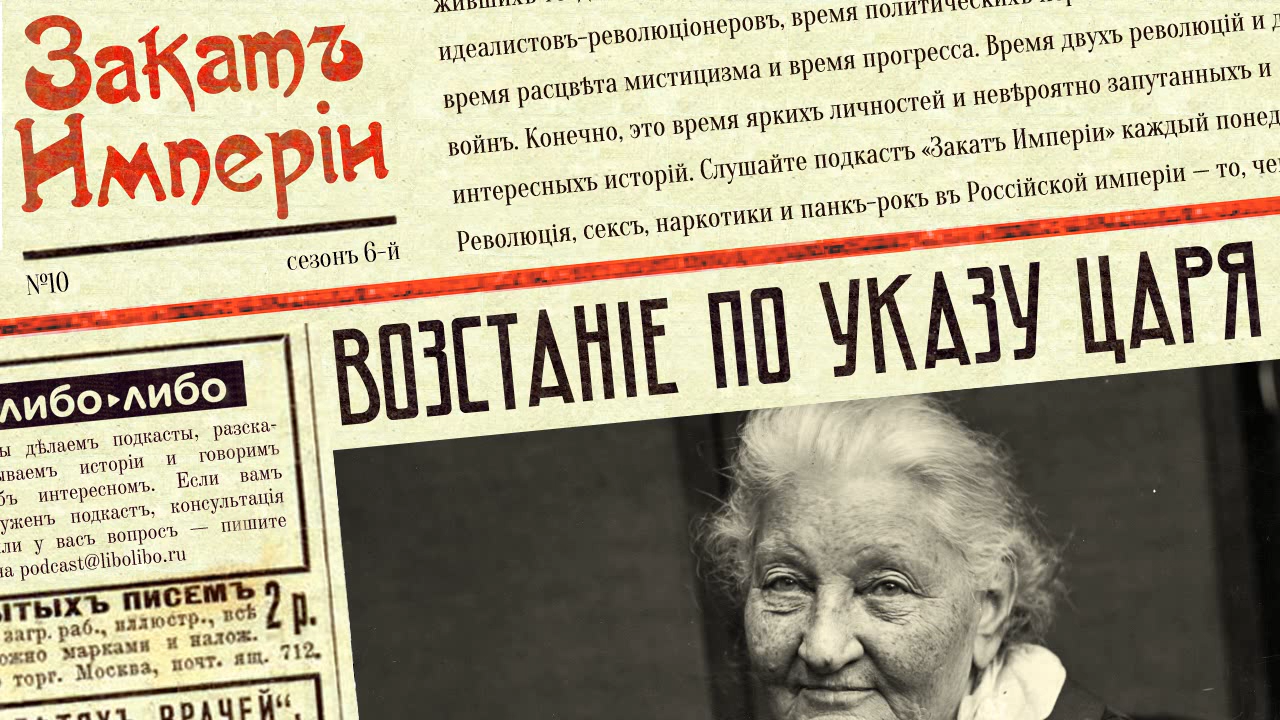 Закатъ
Имперіи
№10
сезонъ 6-й
идеалистовъ-революціонеровъ, время политическихъ
время расцвѣта мистицизма и время прогресса. Время двухъ революцій и
войнъ. Конечно, это время яркихъ личностей и невѣроятно запутанныхъ и
интересныхъ исторій. Слушайте подкастъ «Закатъ Имперіи» каждый
Революція, сексъ, наркотики и панкъ-рокъ въ Россійской имперіи — то,
ВОЗСТАНІЕ ПО УКАЗУ ЦАРЯ
либо▸либо
дѣлаемъ подкасты, разска-
исторіи и говоримъ
интересномъ. Если вамъ
подкастъ, консультація
у васъ вопросъ — пишите
на podcast@libolibo.ru
ПИСЕМЪ 2 р.
загр. раб., иллюстр., всѣ
марками и налож.
торг. Москва, почт. ящ. 712.
ВРАЧЕЙ“,